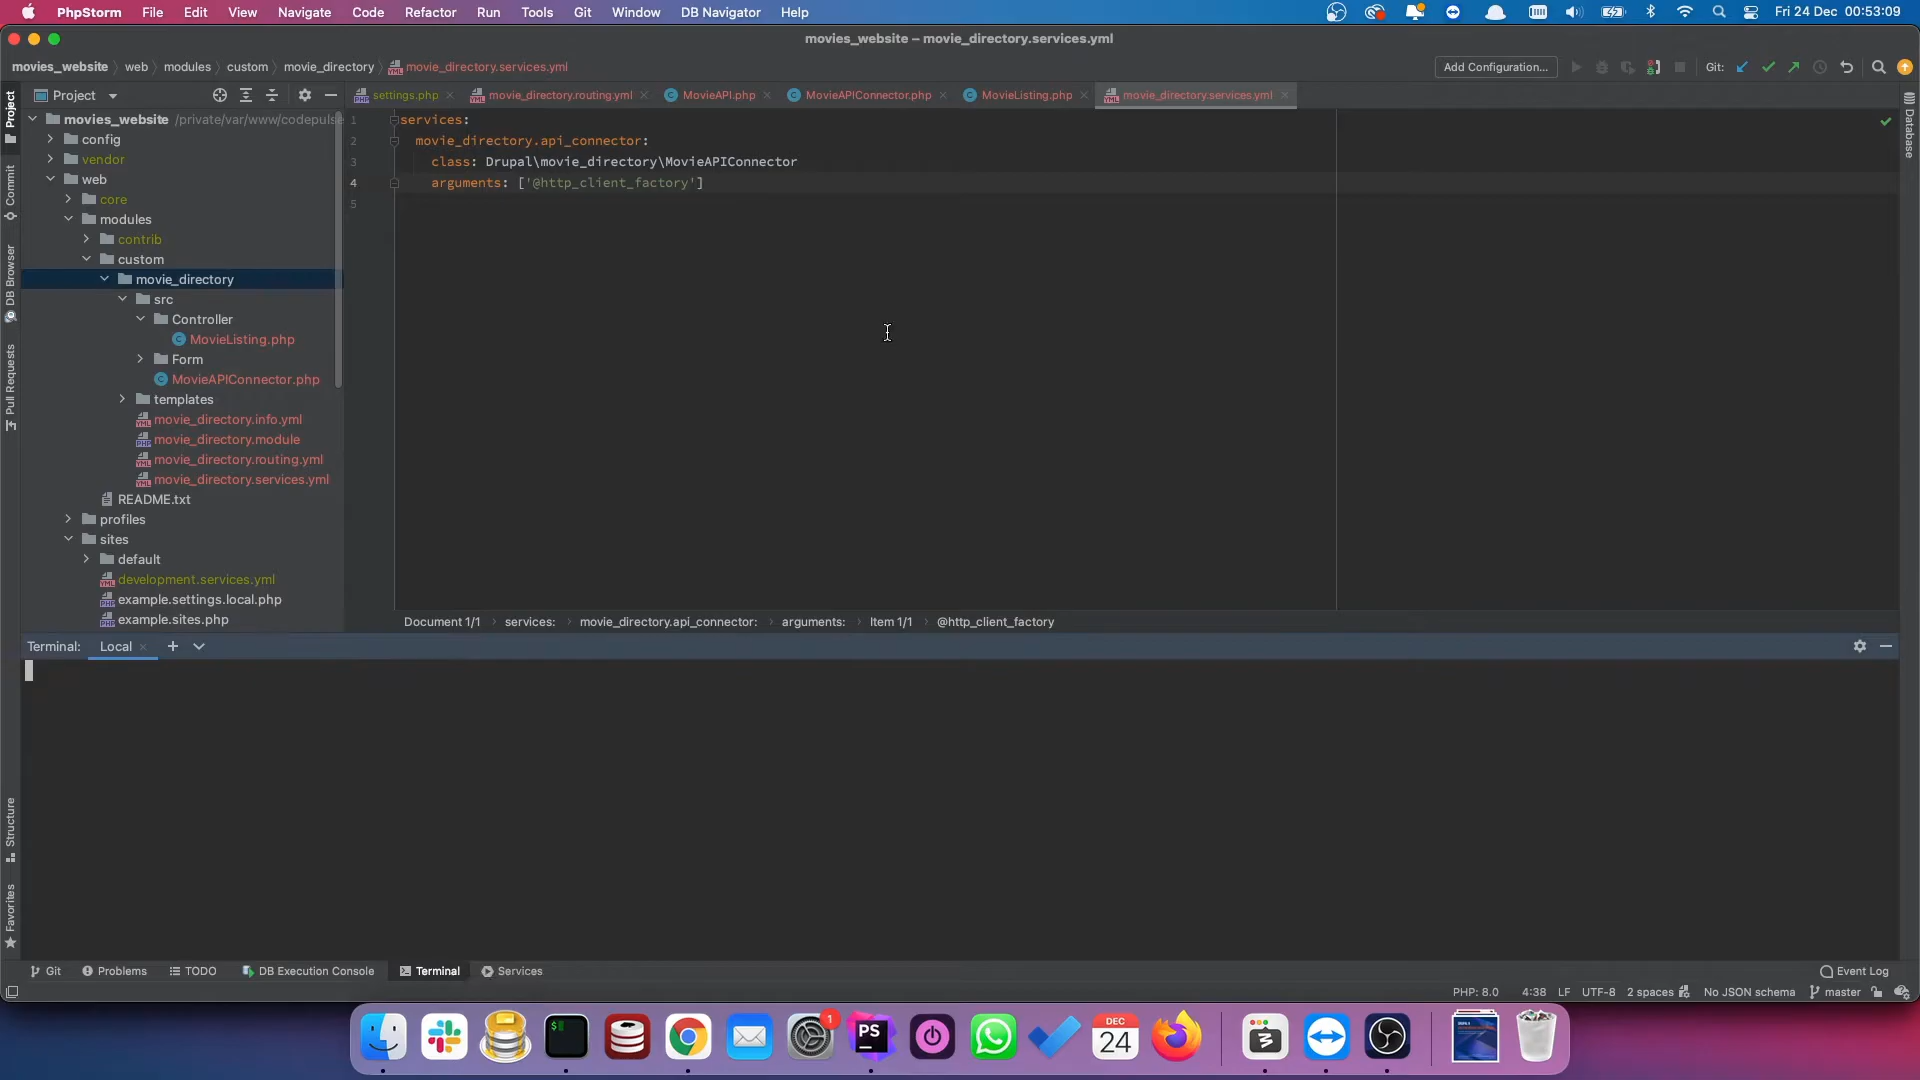 PhpStorm File Edit View Navigate Code Refactor Run Tools Git Window DB Navigator Help Fri 24 Dec 00:53:09
movies_website – movie_directory.services.yml
movies_website web modules custom movie_directory movie_directory.services.yml Add Configuration... Git:
Project settings.php movie_directory.routing.yml MovieAPI.php MovieAPIConnector.php MovieListing.php movie_directory.services.yml
Project
Commit
DB Browser
Pull Requests
Structure
Favorites
Database
movies_website /private/var/www/codepuls
config
vendor
web
core
modules
contrib
custom
movie_directory
src
Controller
MovieListing.php
Form
MovieAPIConnector.php
templates
movie_directory.info.yml
movie_directory.module
movie_directory.routing.yml
movie_directory.services.yml
README.txt
profiles
sites
default
development.services.yml
example.settings.local.php
example.sites.php
1 services:
2 movie_directory.api_connector:
3 class: Drupal\movie_directory\MovieAPIConnector
4 arguments: ['@http_client_factory']
5
Document 1/1 services: movie_directory.api_connector: arguments: Item 1/1 @http_client_factory
Terminal: Local
Git Problems TODO DB Execution Console Terminal Services Event Log
PHP: 8.0 4:38 LF UTF-8 2 spaces No JSON schema master
1
PS
DEC
24